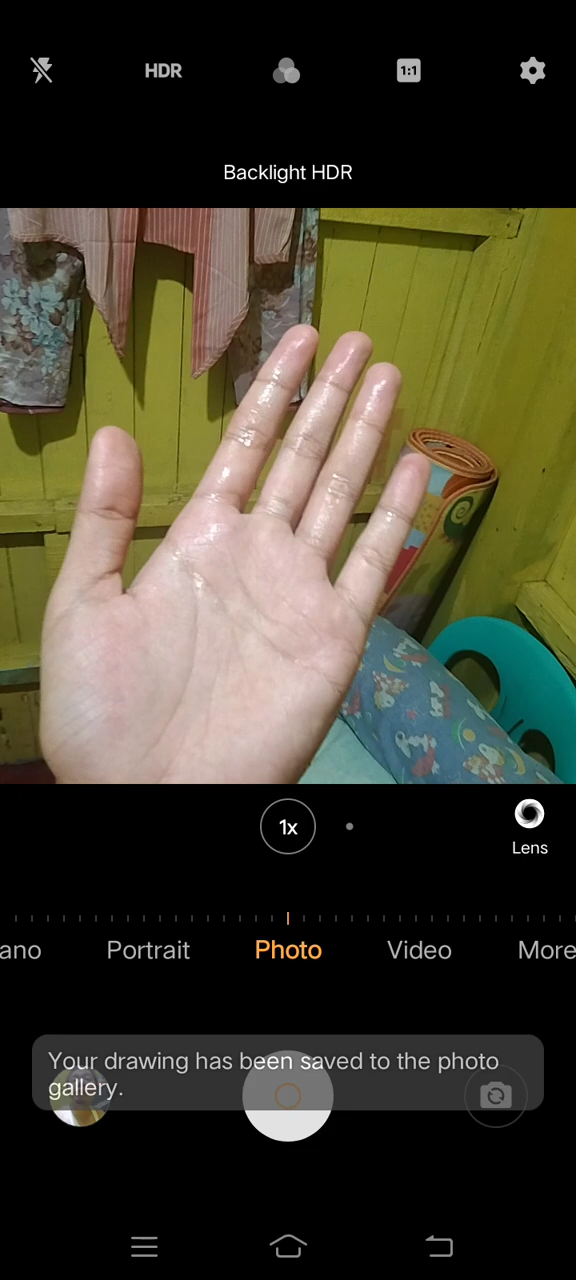 HDR
1:1
Backlight HDR
1x
Lens
ano
Portrait
Photo
Video
More
Your drawing has been saved to the photo
gallery.